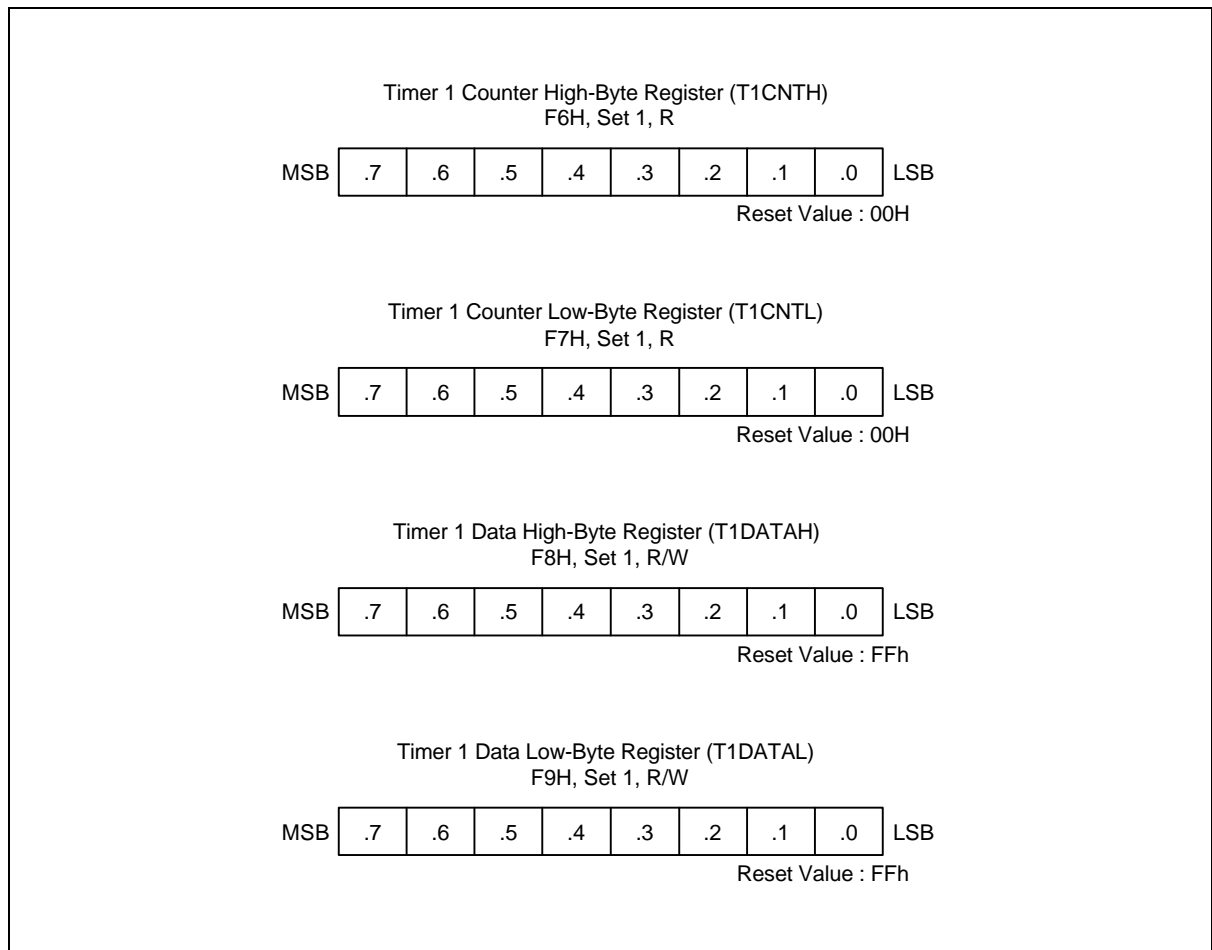 Timer 1 Counter High-Byte Register (T1CNTH)
F6H, Set 1, R
MSB .7 .6 .5 .4 .3 .2 .1 .0 LSB
Reset Value : 00H
Timer 1 Counter Low-Byte Register (T1CNTL)
F7H, Set 1, R
MSB .7 .6 .5 .4 .3 .2 .1 .0 LSB
Reset Value : 00H
Timer 1 Data High-Byte Register (T1DATAH)
F8H, Set 1, R/W
MSB .7 .6 .5 .4 .3 .2 .1 .0 LSB
Reset Value : FFh
Timer 1 Data Low-Byte Register (T1DATAL)
F9H, Set 1, R/W
MSB .7 .6 .5 .4 .3 .2 .1 .0 LSB
Reset Value : FFh